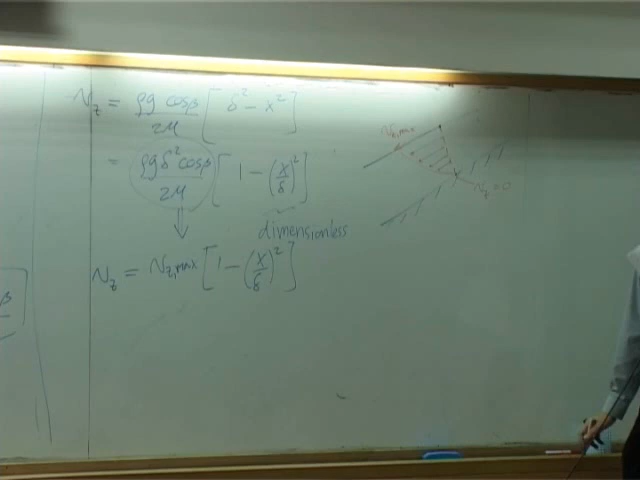 v_z = ρg cosβ / 2μ [ δ² − x² ]
= ρgδ² cosβ / 2μ [ 1 − (x/δ)² ]
dimensionless
v_z = v_z,max [ 1 − (x/δ)² ]
v_z,max
v_z = 0
β